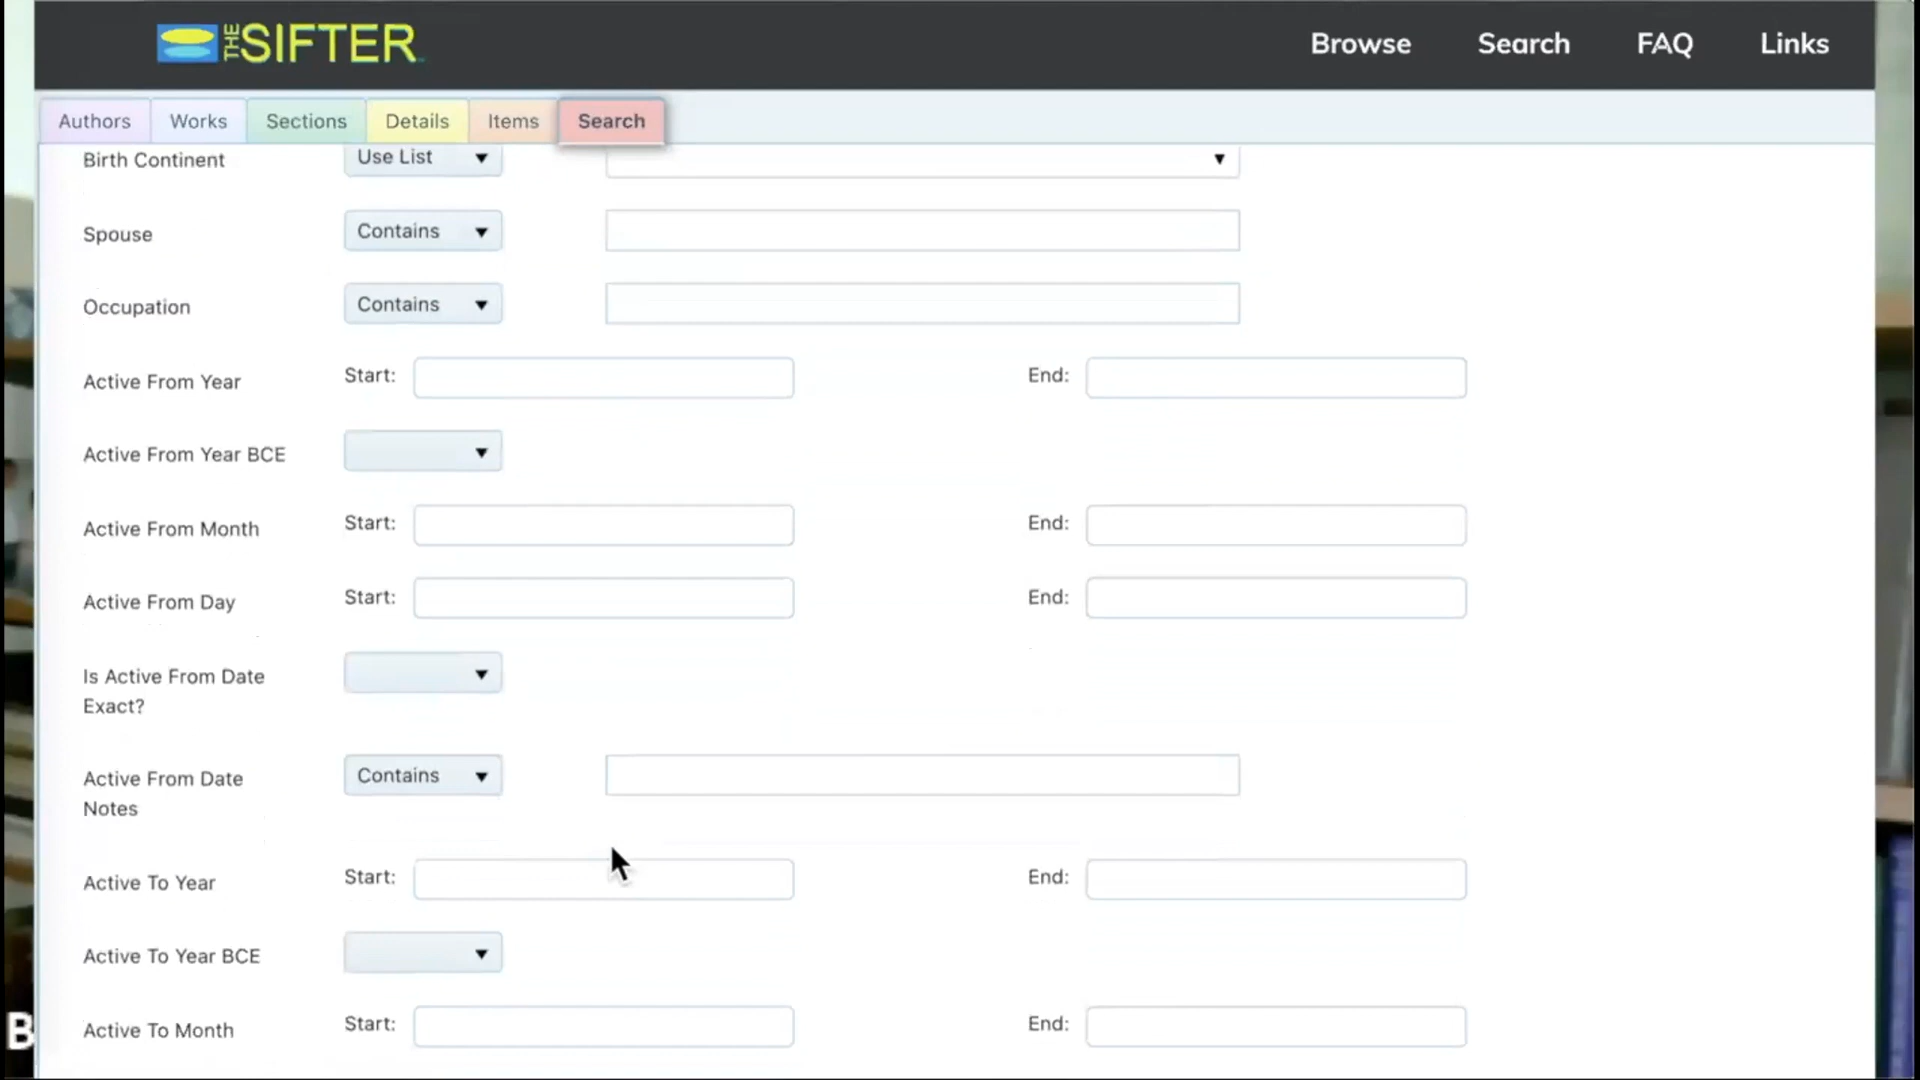 THE SIFTER
Browse Search FAQ Links
Authors Works Sections Details Items Search
Birth Continent Use List
Spouse Contains
Occupation Contains
Active From Year Start: End:
Active From Year BCE
Active From Month Start: End:
Active From Day Start: End:
Is Active From Date
Exact?
Active From Date Contains
Notes
Active To Year Start: End:
Active To Year BCE
B
Active To Month Start: End: